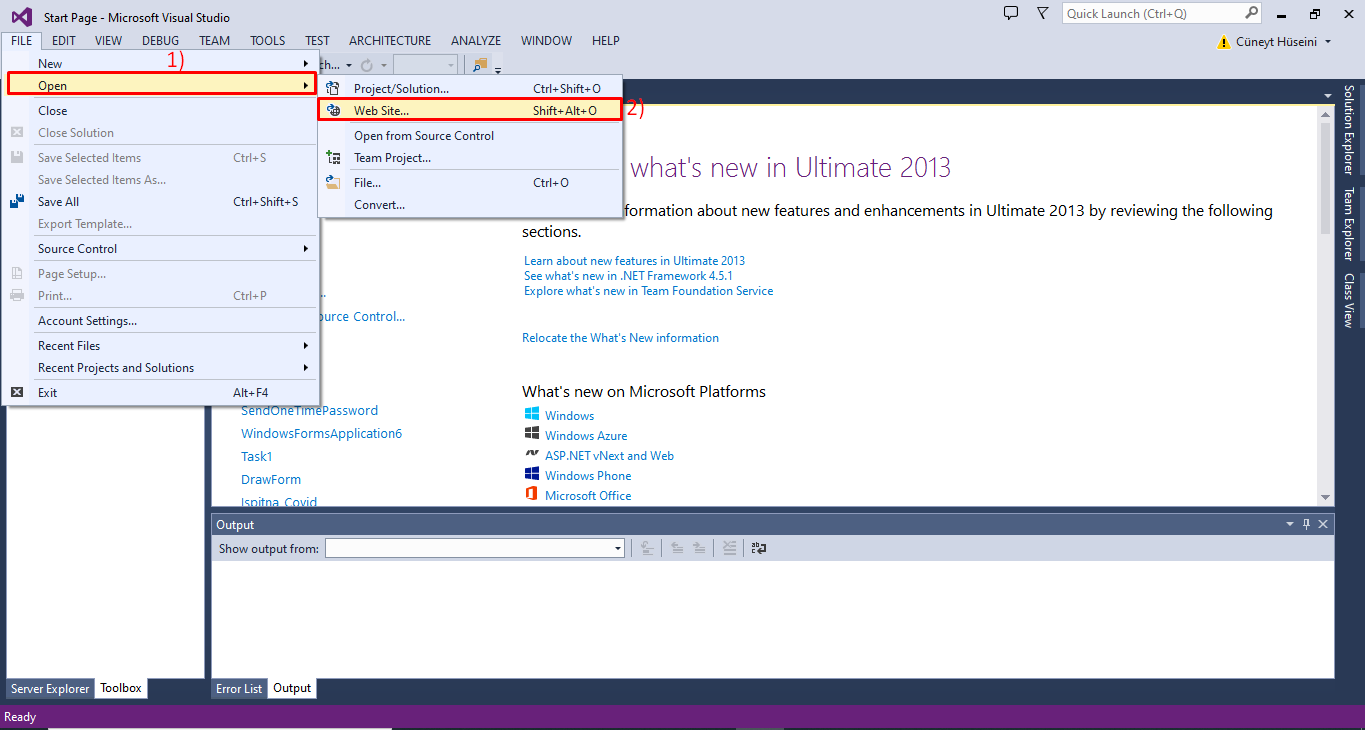 Start Page - Microsoft Visual Studio
Quick Launch (Ctrl+Q)
FILE EDIT VIEW DEBUG TEAM TOOLS TEST ARCHITECTURE ANALYZE WINDOW HELP
Cüneyt Hüseini
1)
New
Open
Close
Close Solution
Save Selected Items Ctrl+S
Save Selected Items As...
Save All Ctrl+Shift+S
Export Template...
Source Control
Page Setup...
Print... Ctrl+P
Account Settings...
Recent Files
Recent Projects and Solutions
Exit Alt+F4
Project/Solution... Ctrl+Shift+O
Web Site... Shift+Alt+O
2)
Open from Source Control
Team Project...
File... Ctrl+O
Convert...
what's new in Ultimate 2013
formation about new features and enhancements in Ultimate 2013 by reviewing the following
sections.
Learn about new features in Ultimate 2013
See what's new in .NET Framework 4.5.1
Explore what's new in Team Foundation Service
Relocate the What's New information
What's new on Microsoft Platforms
Windows
Windows Azure
ASP.NET vNext and Web
Windows Phone
Microsoft Office
ource Control...
SendOneTimePassword
WindowsFormsApplication6
Task1
DrawForm
Ispitna_Covid
Solution Explorer
Team Explorer
Class View
Output
Show output from:
Server Explorer Toolbox
Error List Output
Ready